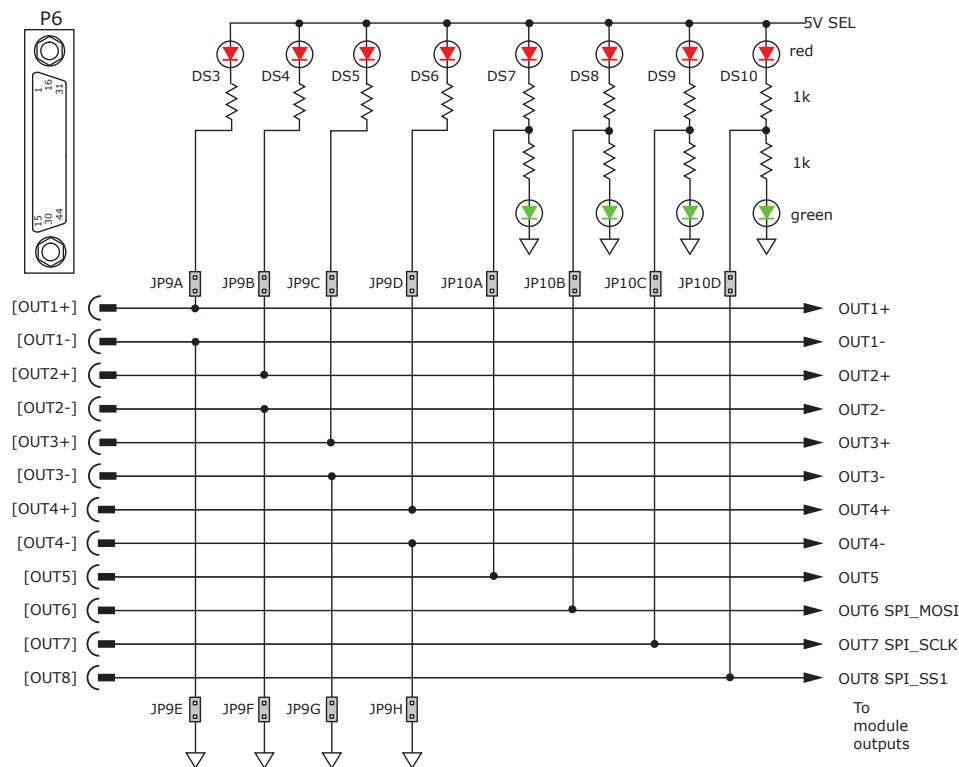 P6
5V SEL
red
DS3 DS4 DS5 DS6 DS7 DS8 DS9 DS10
1 16 31
1k
1k
15 30 44
green
JP9A JP9B JP9C JP9D JP10A JP10B JP10C JP10D
[OUT1+] OUT1+
[OUT1-] OUT1-
[OUT2+] OUT2+
[OUT2-] OUT2-
[OUT3+] OUT3+
[OUT3-] OUT3-
[OUT4+] OUT4+
[OUT4-] OUT4-
[OUT5] OUT5
[OUT6] OUT6 SPI_MOSI
[OUT7] OUT7 SPI_SCLK
[OUT8] OUT8 SPI_SS1
JP9E JP9F JP9G JP9H
To
module
outputs